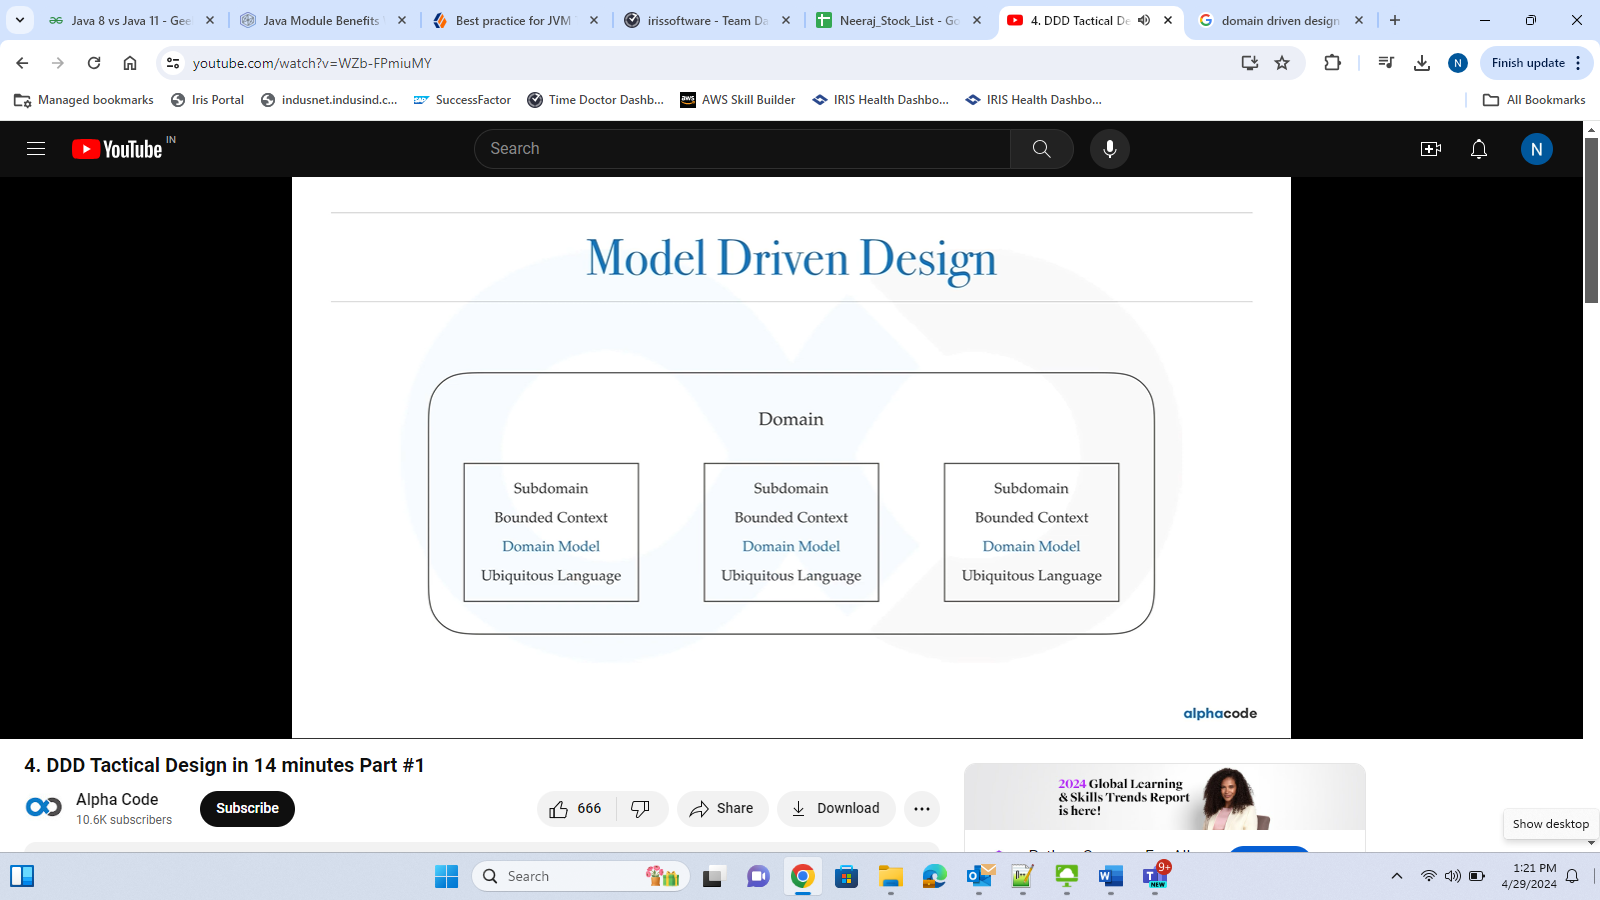 Java 8 vs Java 11 - Gee
Java Module Benefits
Best practice for JVM
irissoftware - Team Da
Neeraj_Stock_List - Go
4. DDD Tactical De
domain driven design
youtube.com/watch?v=WZb-FPmiuMY
N
Finish update
Managed bookmarks
Iris Portal
indusnet.indusind.c...
SuccessFactor
Time Doctor Dashb...
aws
AWS Skill Builder
IRIS Health Dashbo...
IRIS Health Dashbo...
All Bookmarks
YouTube IN
Search
N
Model Driven Design
Domain
Subdomain
Bounded Context
Domain Model
Ubiquitous Language
Subdomain
Bounded Context
Domain Model
Ubiquitous Language
Subdomain
Bounded Context
Domain Model
Ubiquitous Language
alphacode
4. DDD Tactical Design in 14 minutes Part #1
Alpha Code
10.6K subscribers
Subscribe
666
Share
Download
2024 Global Learning
& Skills Trends Report
is here!
Show desktop
Search
9+
NEW
1:21 PM
4/29/2024